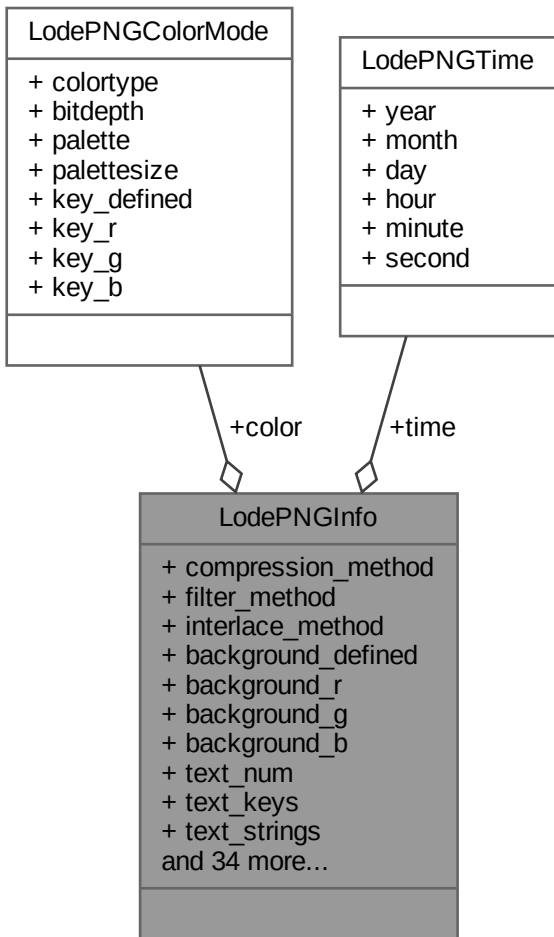 LodePNGColorMode
+ colortype
+ bitdepth
+ palette
+ palettesize
+ key_defined
+ key_r
+ key_g
+ key_b
LodePNGTime
+ year
+ month
+ day
+ hour
+ minute
+ second
+color
+time
LodePNGInfo
+ compression_method
+ filter_method
+ interlace_method
+ background_defined
+ background_r
+ background_g
+ background_b
+ text_num
+ text_keys
+ text_strings
and 34 more...